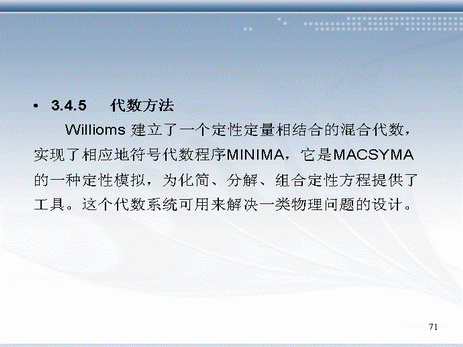 • 3.4.5 代数方法
Willioms 建立了一个定性定量相结合的混合代数，
实现了相应地符号代数程序MINIMA，它是MACSYMA
的一种定性模拟，为化简、分解、组合定性方程提供了
工具。这个代数系统可用来解决一类物理问题的设计。
71